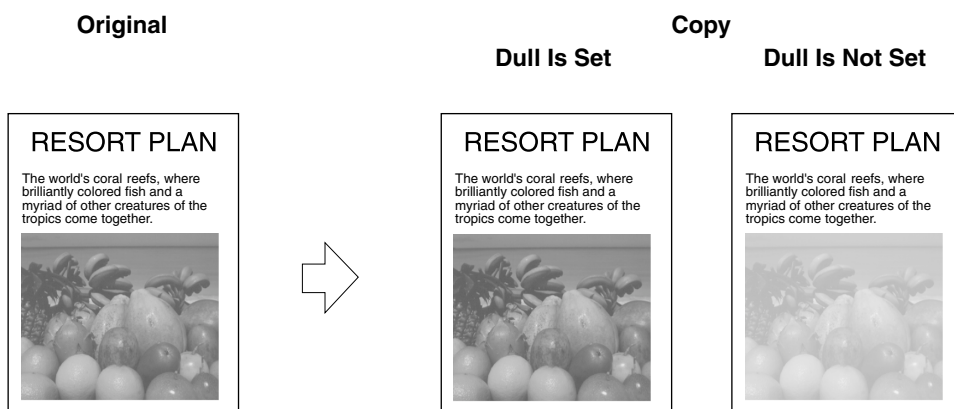 Original
Copy
Dull Is Set
Dull Is Not Set
RESORT PLAN
The world's coral reefs, where
brilliantly colored fish and a
myriad of other creatures of the
tropics come together.
RESORT PLAN
The world's coral reefs, where
brilliantly colored fish and a
myriad of other creatures of the
tropics come together.
RESORT PLAN
The world's coral reefs, where
brilliantly colored fish and a
myriad of other creatures of the
tropics come together.